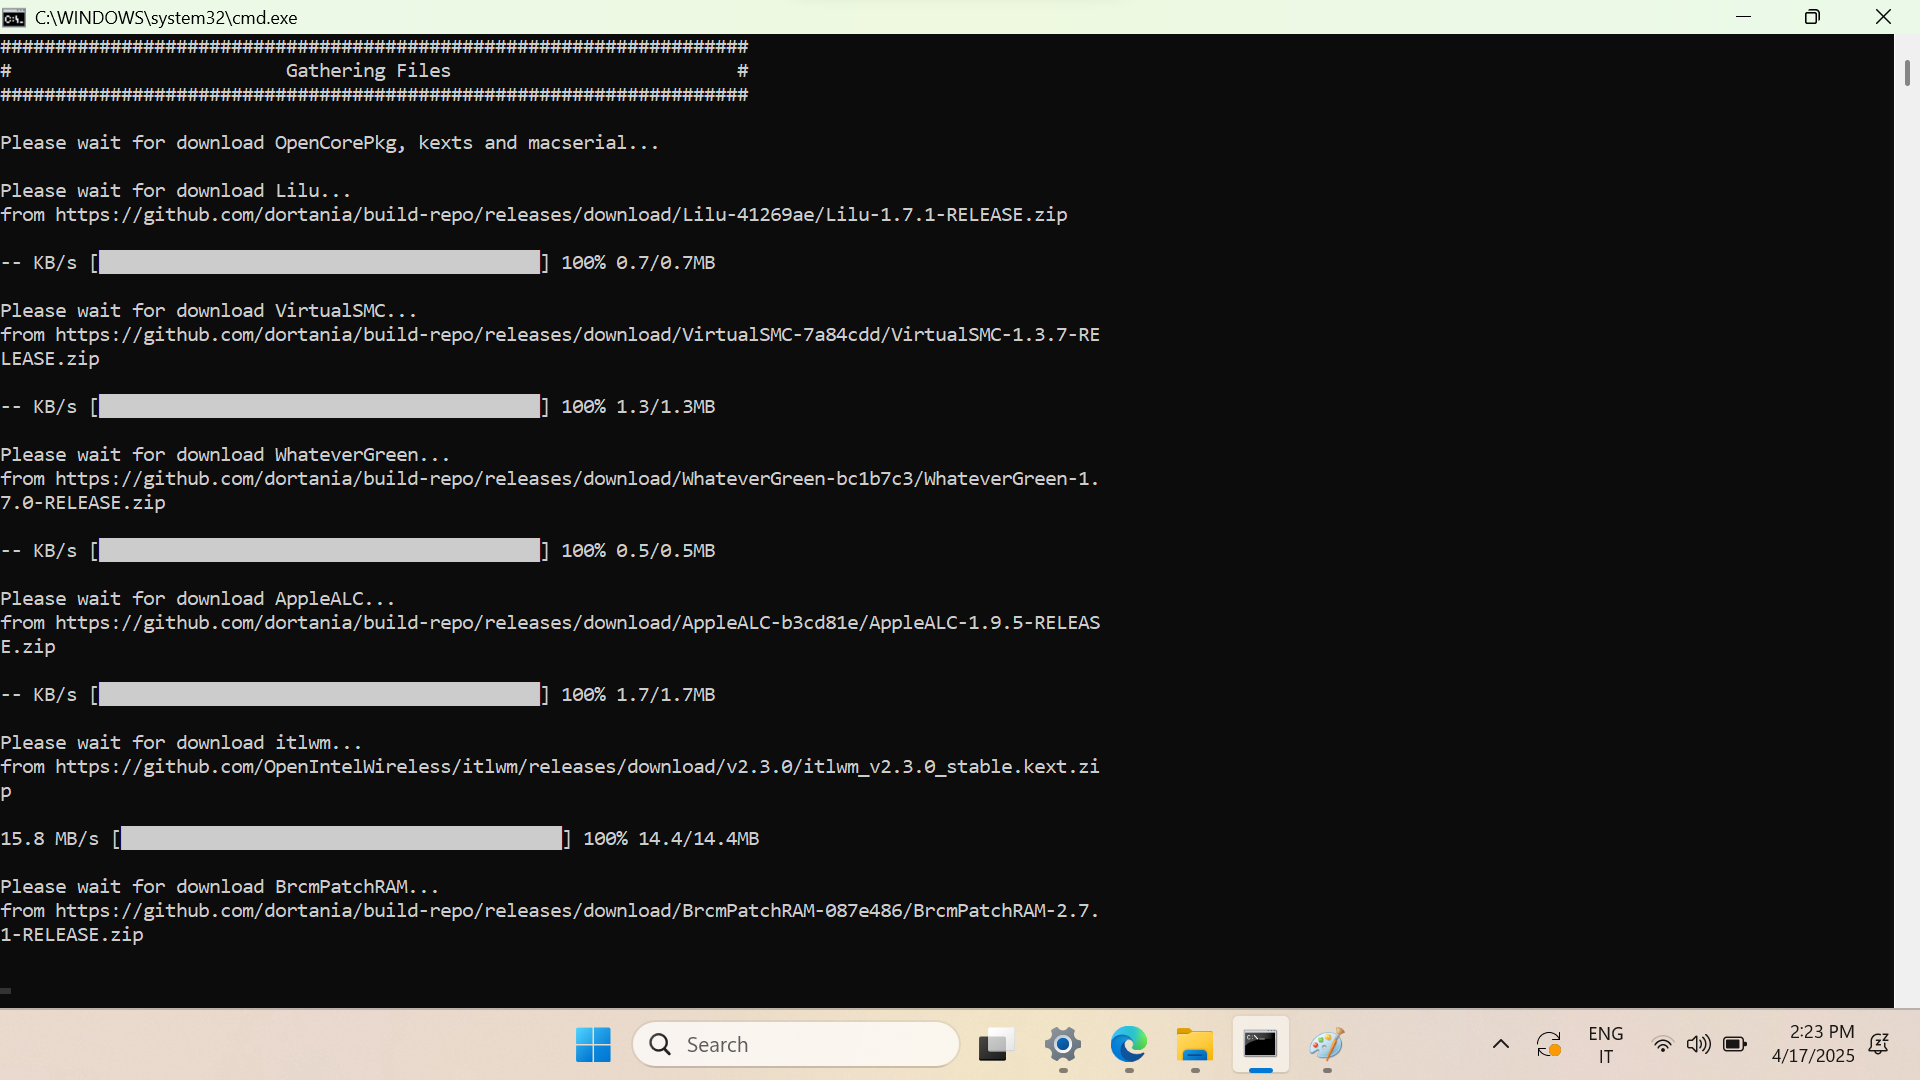 C:\WINDOWS\system32\cmd.exe
####################################################################
# Gathering Files #
####################################################################
Please wait for download OpenCorePkg, kexts and macserial...
Please wait for download Lilu...
from https://github.com/dortania/build-repo/releases/download/Lilu-41269ae/Lilu-1.7.1-RELEASE.zip
-- KB/s [] 100% 0.7/0.7MB
Please wait for download VirtualSMC...
from https://github.com/dortania/build-repo/releases/download/VirtualSMC-7a84cdd/VirtualSMC-1.3.7-RE
LEASE.zip
-- KB/s [] 100% 1.3/1.3MB
Please wait for download WhateverGreen...
from https://github.com/dortania/build-repo/releases/download/WhateverGreen-bc1b7c3/WhateverGreen-1.
7.0-RELEASE.zip
-- KB/s [] 100% 0.5/0.5MB
Please wait for download AppleALC...
from https://github.com/dortania/build-repo/releases/download/AppleALC-b3cd81e/AppleALC-1.9.5-RELEAS
E.zip
-- KB/s [] 100% 1.7/1.7MB
Please wait for download itlwm...
from https://github.com/OpenIntelWireless/itlwm/releases/download/v2.3.0/itlwm_v2.3.0_stable.kext.zi
p
15.8 MB/s [] 100% 14.4/14.4MB
Please wait for download BrcmPatchRAM...
from https://github.com/dortania/build-repo/releases/download/BrcmPatchRAM-087e486/BrcmPatchRAM-2.7.
1-RELEASE.zip
Search
ENG
IT
2:23 PM
4/17/2025